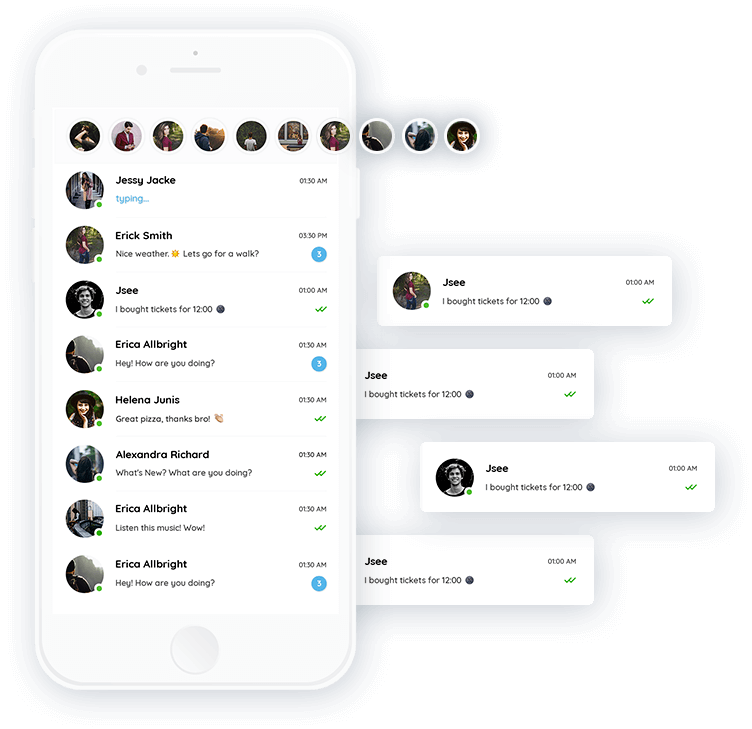 Jessy Jacke 01:30 AM
typing...
Erick Smith 03:30 PM
Nice weather.☀️ Lets go for a walk? 3
Jsee 01:00 AM
I bought tickets for 12:00
Erica Allbright 01:30 AM
Hey! How are you doing? 3
Helena Junis 01:30 AM
Great pizza, thanks bro! 👏🏻
Alexandra Richard 01:30 AM
What's New? What are you doing?
Erica Allbright 01:30 AM
Listen this music! Wow!
Erica Allbright 01:30 AM
Hey! How are you doing? 3
Jsee 01:00 AM
I bought tickets for 12:00
Jsee 01:00 AM
I bought tickets for 12:00
Jsee 01:00 AM
I bought tickets for 12:00
Jsee 01:00 AM
I bought tickets for 12:00